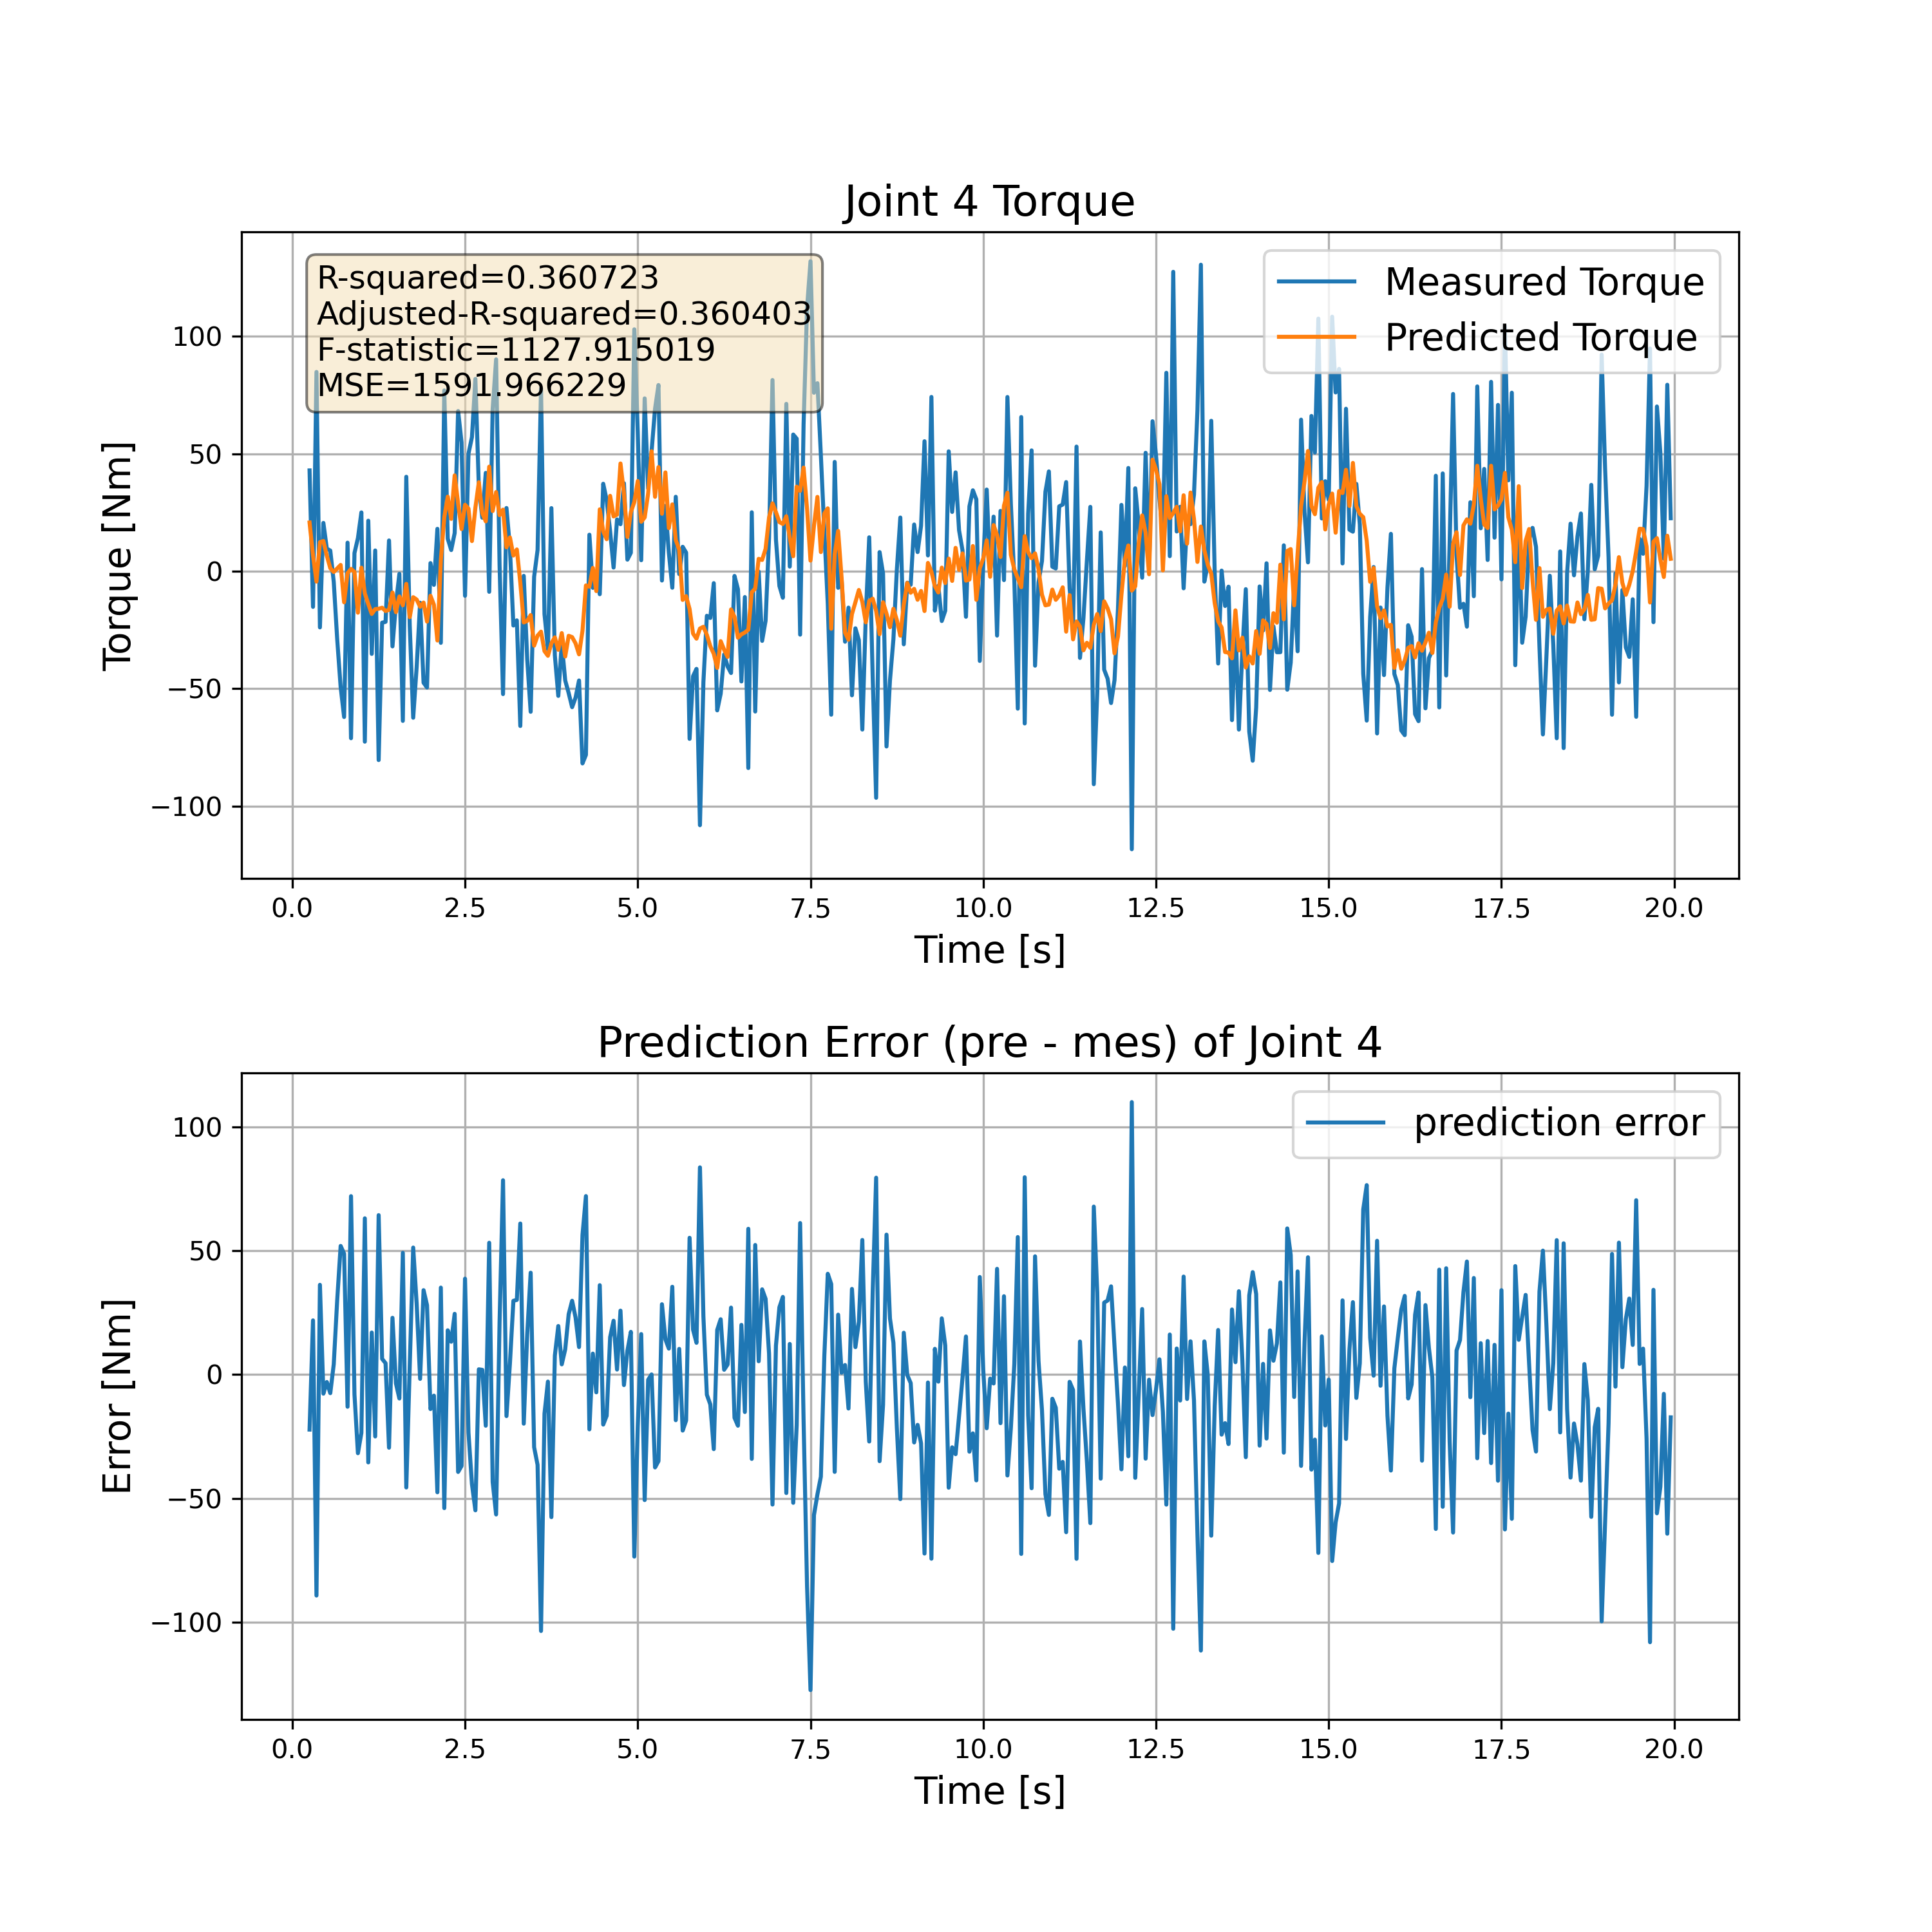 Joint 4 Torque
R-squared=0.360723
Adjusted-R-squared=0.360403
F-statistic=1127.915019
MSE=1591.966229
Measured Torque
Predicted Torque
Torque [Nm]
100
50
0
−50
−100
0.0 2.5 5.0 7.5 10.0 12.5 15.0 17.5 20.0
Time [s]
Prediction Error (pre - mes) of Joint 4
prediction error
Error [Nm]
100
50
0
−50
−100
0.0 2.5 5.0 7.5 10.0 12.5 15.0 17.5 20.0
Time [s]